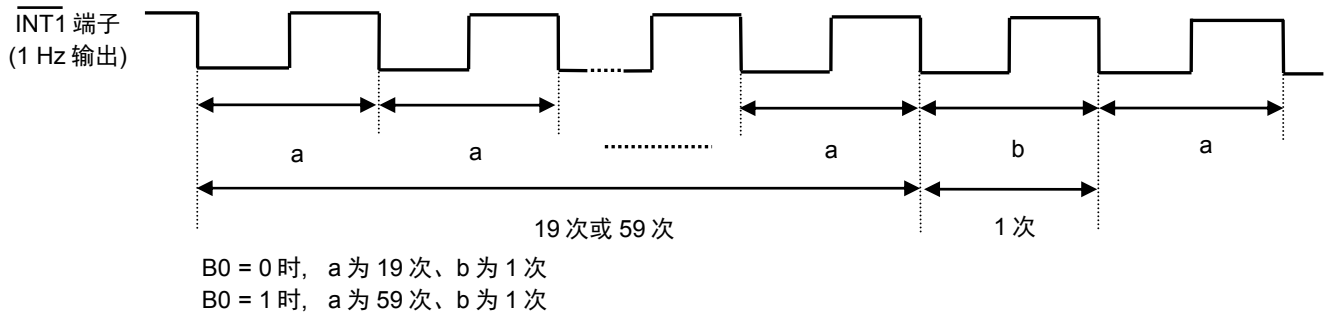 INT1 端子
(1 Hz 输出)
a
a
a
b
a
19 次或 59 次
1 次
B0 = 0 时, a 为 19 次、b 为 1 次
B0 = 1 时, a 为 59 次、b 为 1 次